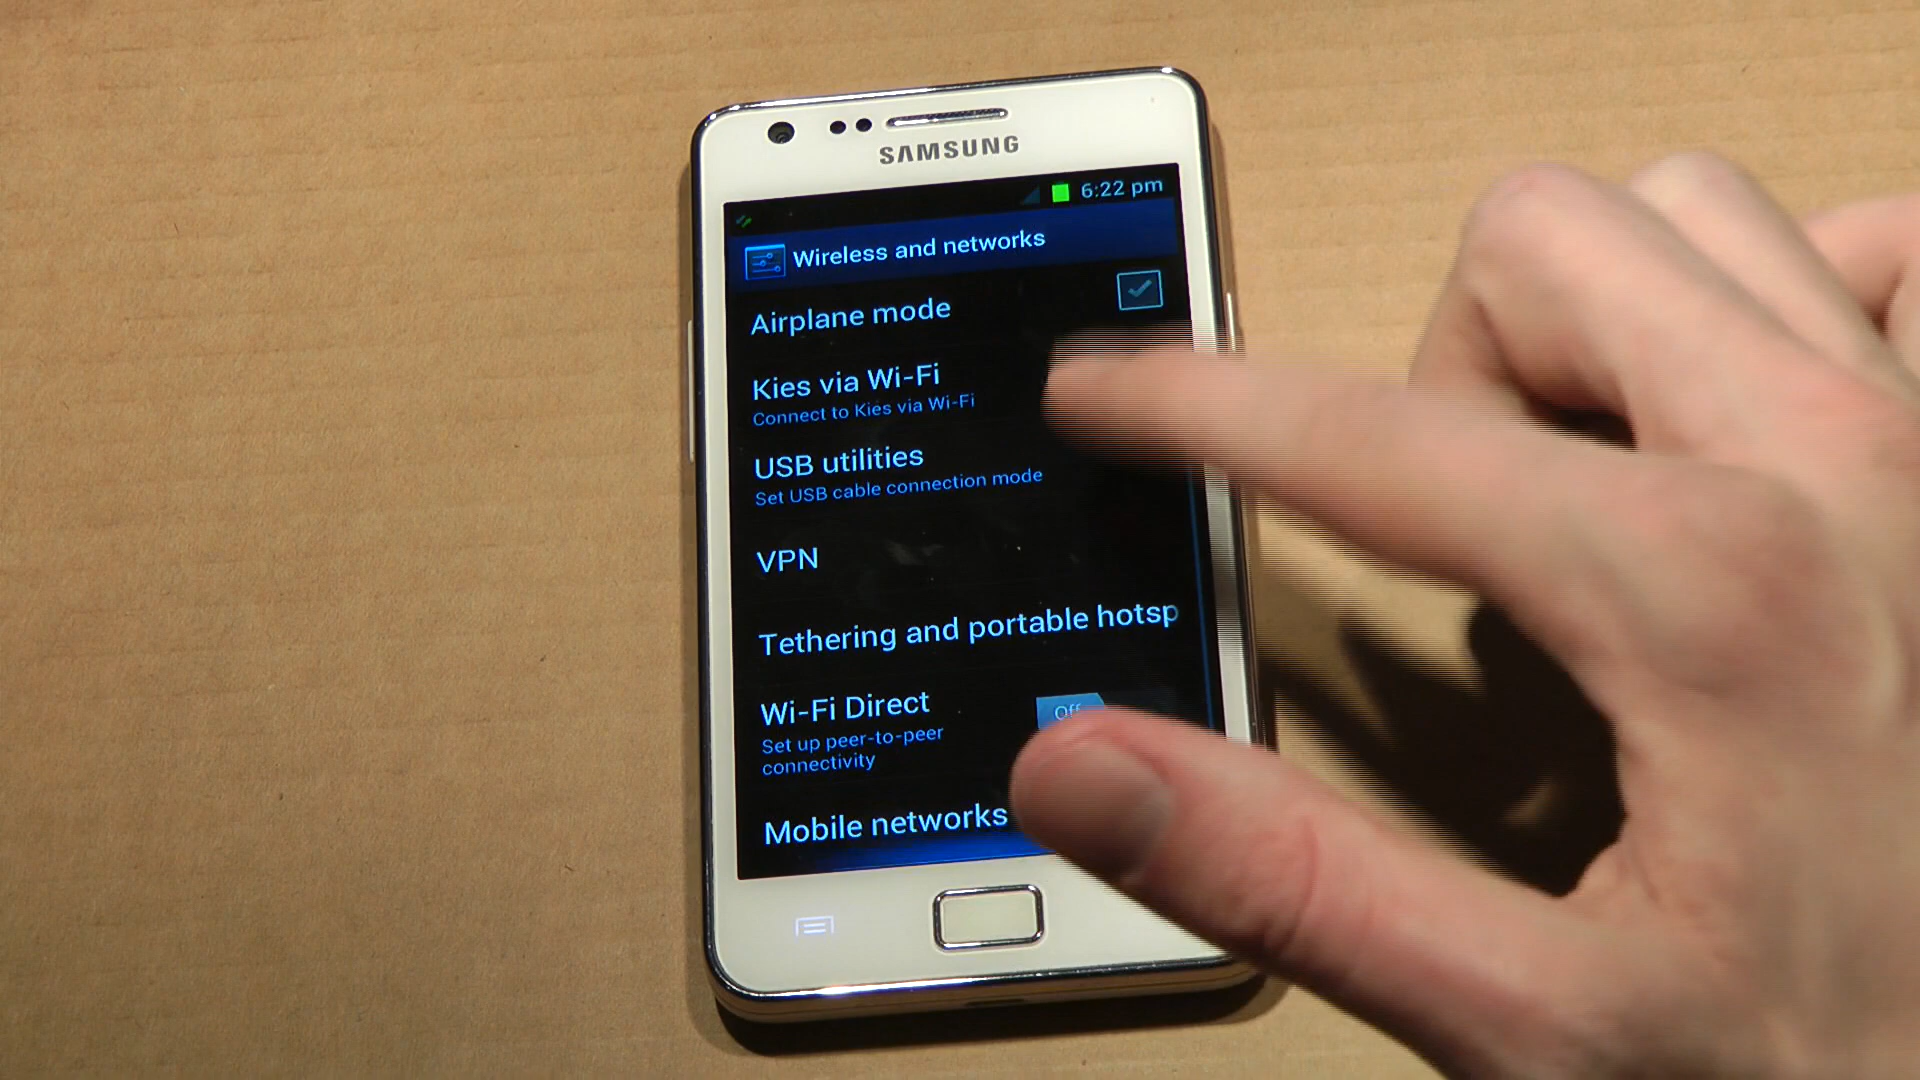 SAMSUNG
6:22 pm
Wireless and networks
Airplane mode
Kies via Wi-Fi
Connect to Kies via Wi-Fi
USB utilities
Set USB cable connection mode
VPN
Tethering and portable hotsp
Wi-Fi Direct
Off
Set up peer-to-peer
connectivity
Mobile networks